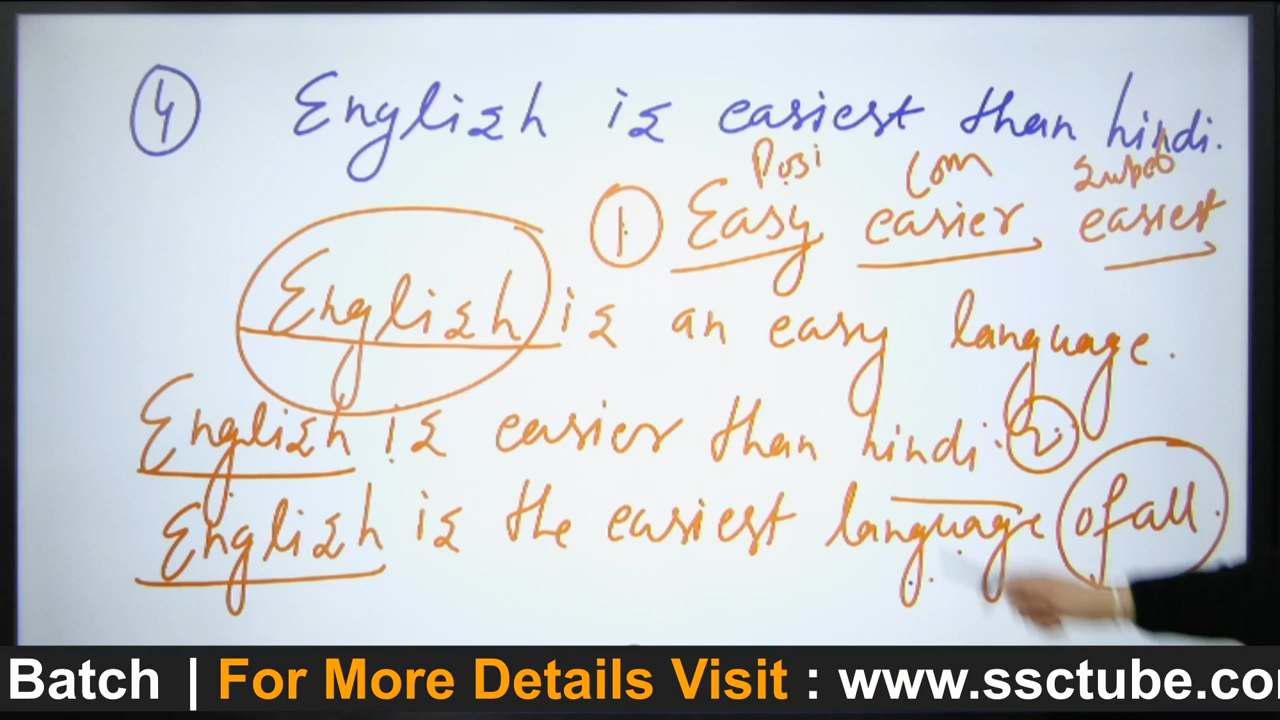 4 English is easiest than hindi.
Posi Com Super
1 Easy easier easiest
English is an easy language.
English is easier than hindi. 2
English is the easiest language of all.
Batch | For More Details Visit : www.ssctube.co